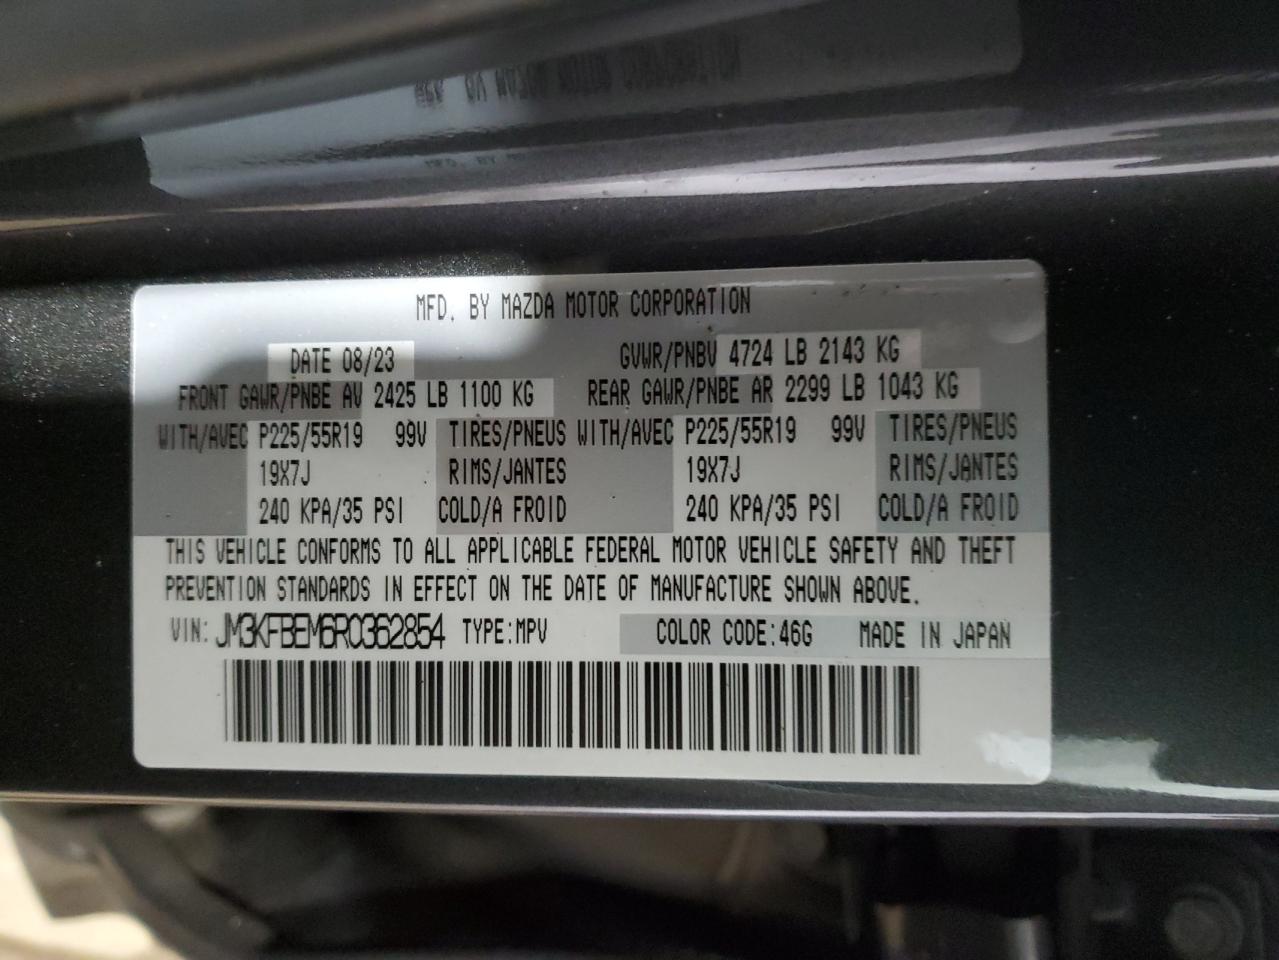 MFD. BY MAZDA MOTOR CORPORATION
DATE 08/23 GVWR/PNBV 4724 LB 2143 KG
FRONT GAWR/PNBE AV 2425 LB 1100 KG REAR GAWR/PNBE AR 2299 LB 1043 KG
WITH/AVEC P225/55R19 99V TIRES/PNEUS WITH/AVEC P225/55R19 99V TIRES/PNEUS
19X7J RIMS/JANTES 19X7J RIMS/JANTES
240 KPA/35 PSI COLD/A FROID 240 KPA/35 PSI COLD/A FROID
THIS VEHICLE CONFORMS TO ALL APPLICABLE FEDERAL MOTOR VEHICLE SAFETY AND THEFT
PREVENTION STANDARDS IN EFFECT ON THE DATE OF MANUFACTURE SHOWN ABOVE.
VIN: JM3KFBEM6R0362854 TYPE:MPV COLOR CODE:46G MADE IN JAPAN